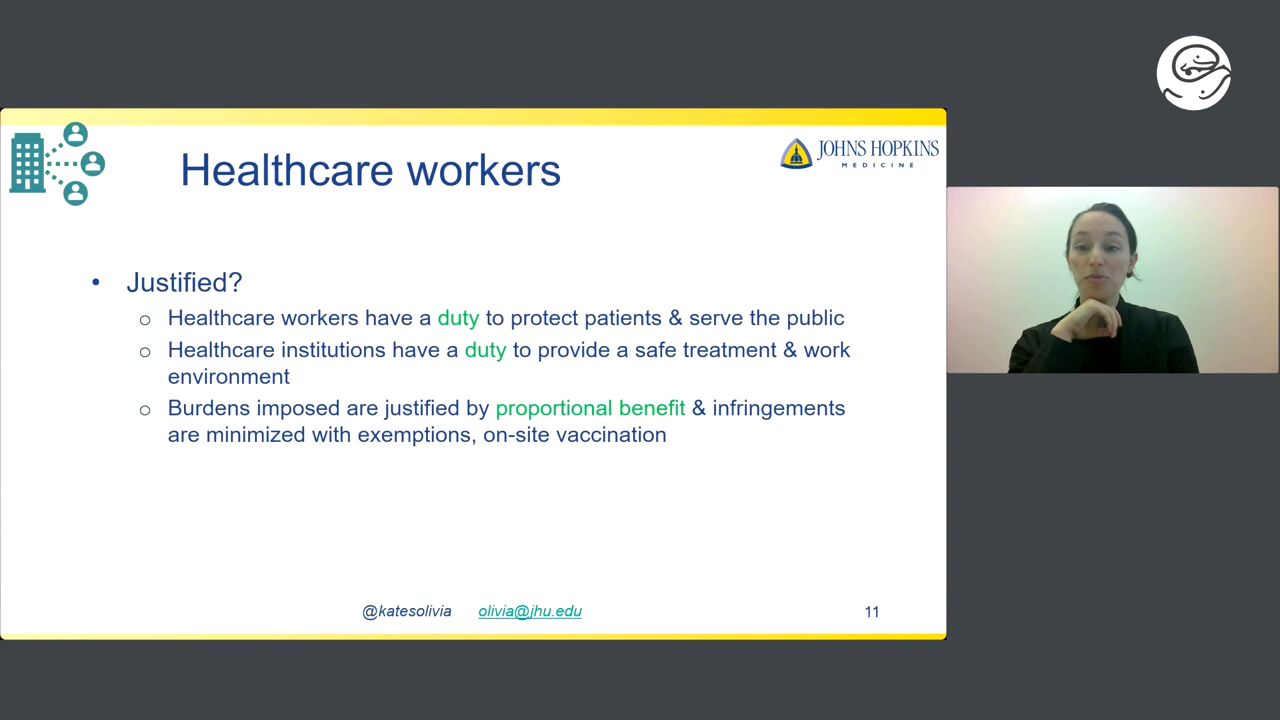 Healthcare workers
JOHNS HOPKINS
MEDICINE
• Justified?
o Healthcare workers have a duty to protect patients & serve the public
o Healthcare institutions have a duty to provide a safe treatment & work
environment
o Burdens imposed are justified by proportional benefit & infringements
are minimized with exemptions, on-site vaccination
@katesolivia olivia@jhu.edu 11